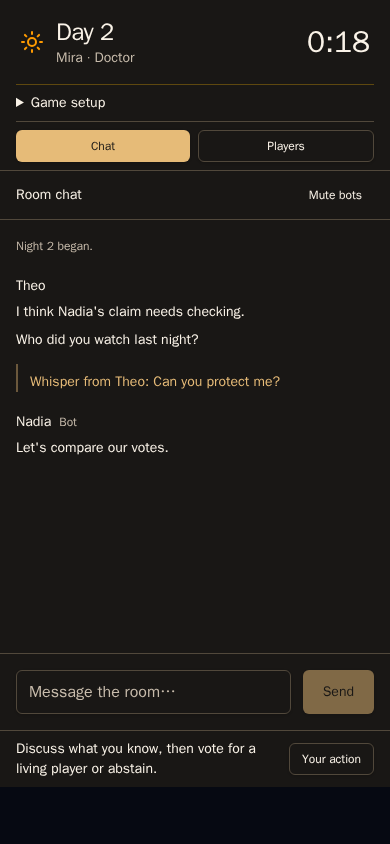 Day 2
Mira · Doctor
0:18
Game setup
Chat
Players
Room chat
Mute bots
Night 2 began.
Theo
I think Nadia's claim needs checking.
Who did you watch last night?
Whisper from Theo: Can you protect me?
Nadia Bot
Let's compare our votes.
Message the room···
Send
Discuss what you know, then vote for a
living player or abstain.
Your action